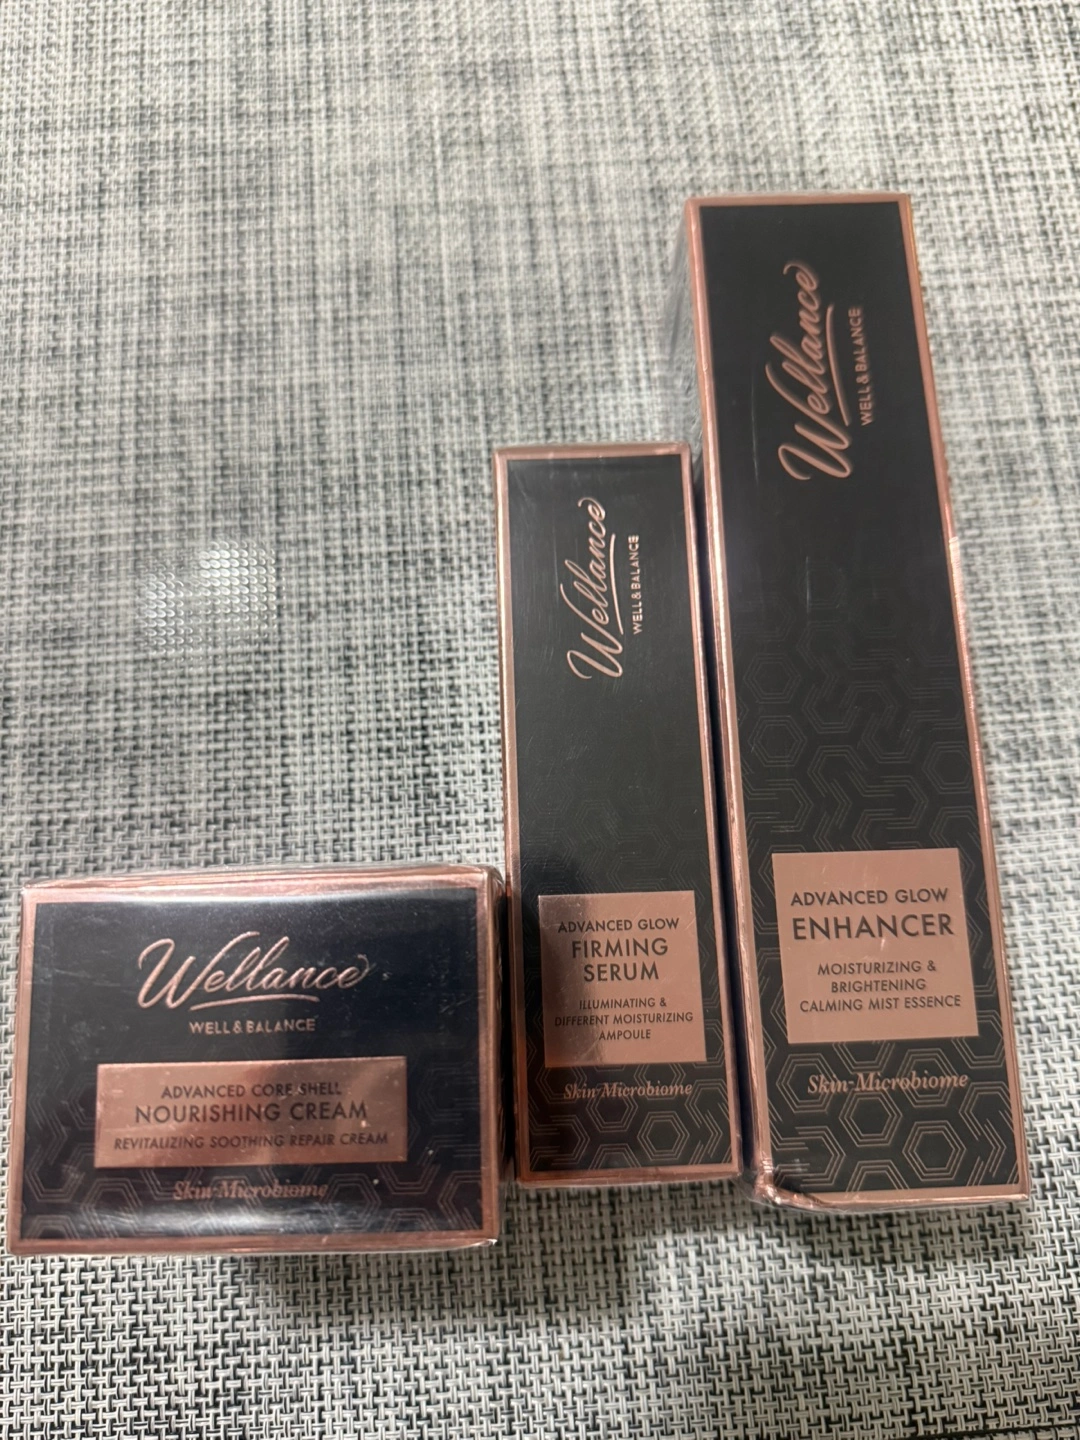 Wellance
WELL & BALANCE
ADVANCED CORE SHELL
NOURISHING CREAM
REVITALIZING SOOTHING REPAIR CREAM
Skin-Microbiome
Wellance
WELL & BALANCE
ADVANCED GLOW
FIRMING
SERUM
ILLUMINATING &
DIFFERENT MOISTURIZING
AMPOULE
Skin-Microbiome
Wellance
WELL & BALANCE
ADVANCED GLOW
ENHANCER
MOISTURIZING &
BRIGHTENING
CALMING MIST ESSENCE
Skin-Microbiome